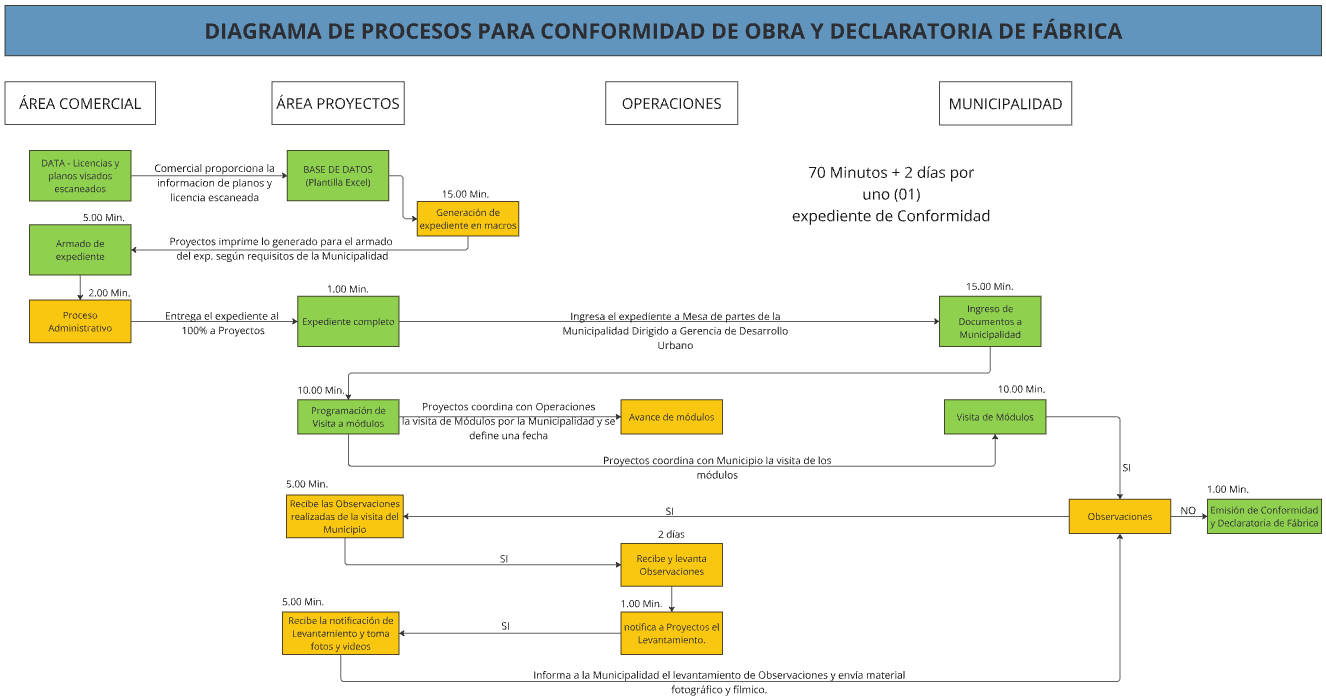 DIAGRAMA DE PROCESOS PARA CONFORMIDAD DE OBRA Y DECLARATORIA DE FÁBRICA
ÁREA COMERCIAL
ÁREA PROYECTOS
OPERACIONES
MUNICIPALIDAD
DATA - Licencias y
planos visados
escaneados
Comercial proporciona la
informacion de planos y
licencia escaneada
BASE DE DATOS
(Plantilla Excel)
70 Minutos + 2 días por
uno (01)
expediente de Conformidad
15.00 Min.
Generación de
expediente en macros
5.00 Min.
Armado de
expediente
Proyectos imprime lo generado para el armado
del exp. según requisitos de la Municipalidad
2.00 Min.
Proceso
Administrativo
Entrega el expediente al
100% a Proyectos
1.00 Min.
Expediente completo
Ingresa el expediente a Mesa de partes de la
Municipalidad Dirigido a Gerencia de Desarrollo
Urbano
15.00 Min.
Ingreso de
Documentos a
Municipalidad
10.00 Min.
Programación de
Visita a módulos
Proyectos coordina con Operaciones
la visita de Módulos por la Municipalidad y se
define una fecha
Avance de módulos
10.00 Min.
Visita de Módulos
Proyectos coordina con Municipio la visita de los
módulos
SI
5.00 Min.
Recibe las Observaciones
realizadas de la visita del
Municipio
SI
Observaciones
NO
1.00 Min.
Emisión de Conformidad
y Declaratoria de Fábrica
2 días
SI
Recibe y levanta
Observaciones
5.00 Min.
Recibe la notificación de
Levantamiento y toma
fotos y videos
SI
1.00 Min.
notifica a Proyectos el
Levantamiento.
Informa a la Municipalidad el levantamiento de Observaciones y envía material
fotográfico y fílmico.